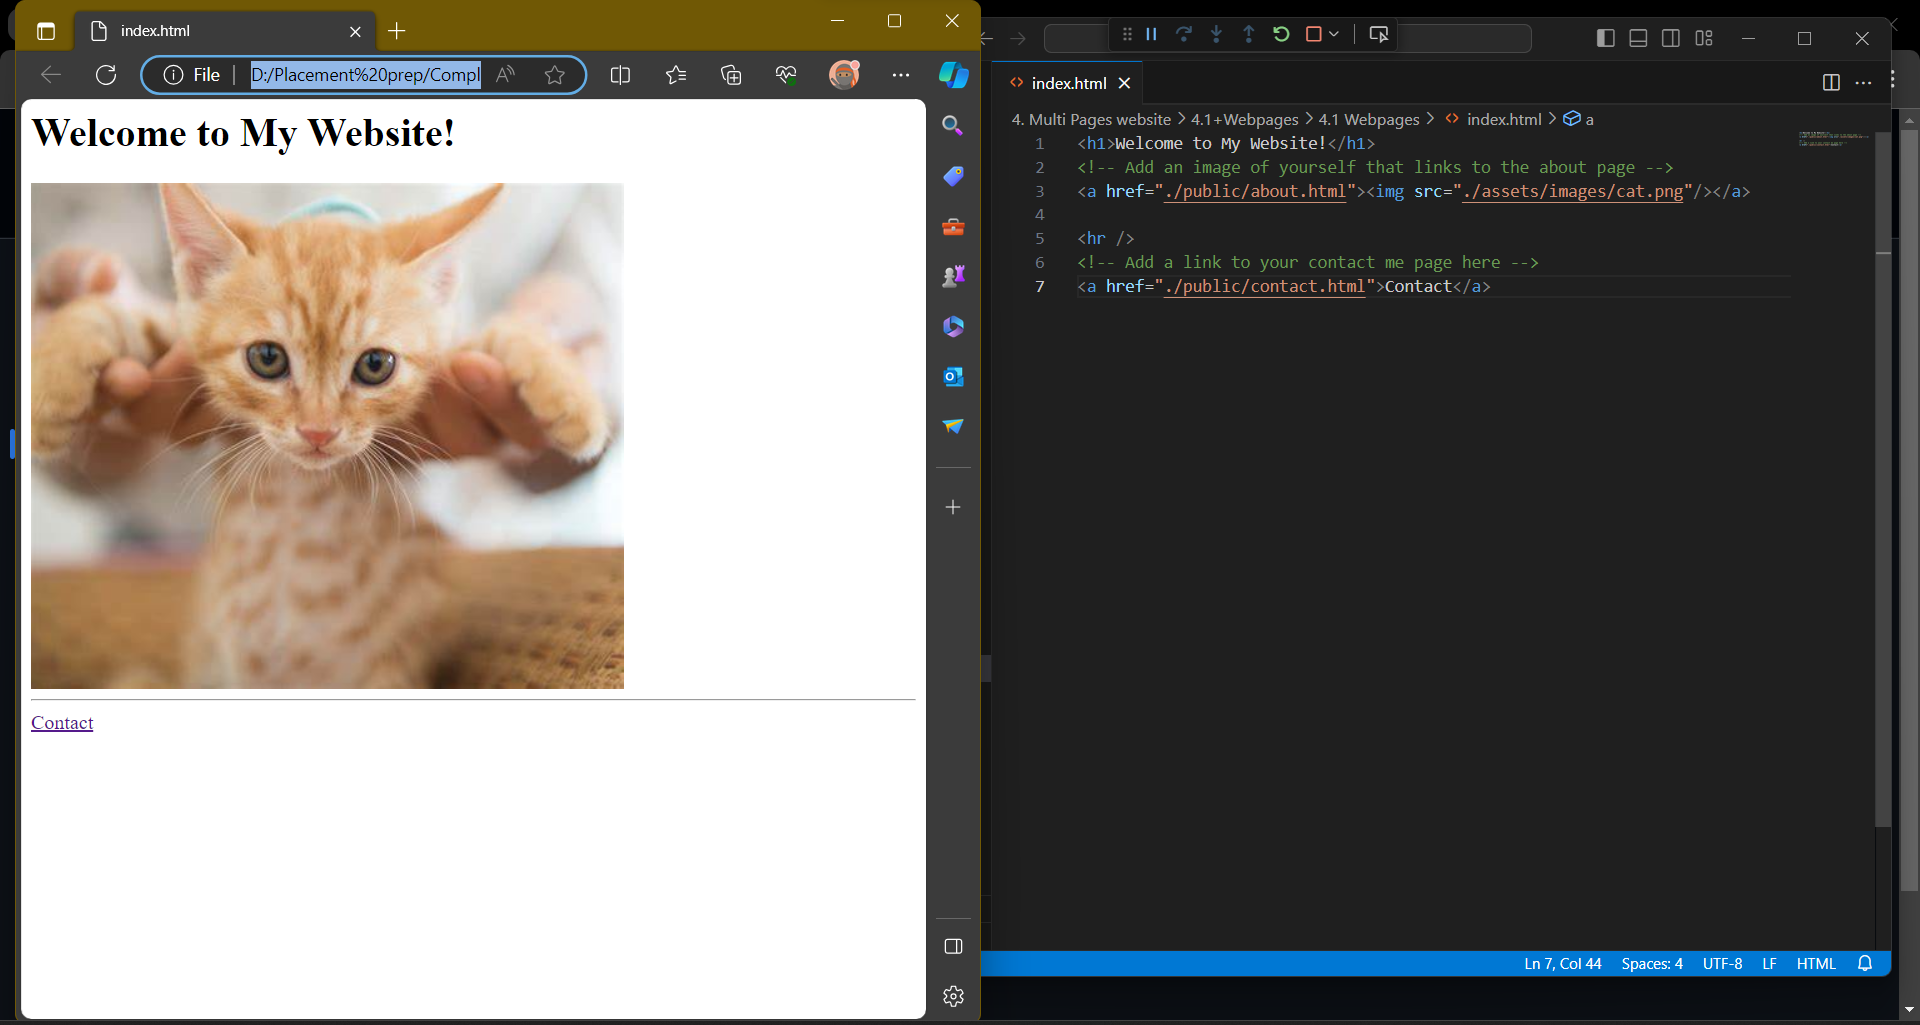 index.html
File
D:/Placement%20prep/Compl
Welcome to My Website!
Contact
index.html
4. Multi Pages website > 4.1+Webpages > 4.1 Webpages > <> index.html > a
1 <h1>Welcome to My Website!</h1>
2 <!-- Add an image of yourself that links to the about page -->
3 <a href="./public/about.html"><img src="./assets/images/cat.png"/></a>
4
5 <hr />
6 <!-- Add a link to your contact me page here -->
7 <a href="./public/contact.html">Contact</a>
Ln 7, Col 44 Spaces: 4 UTF-8 LF HTML